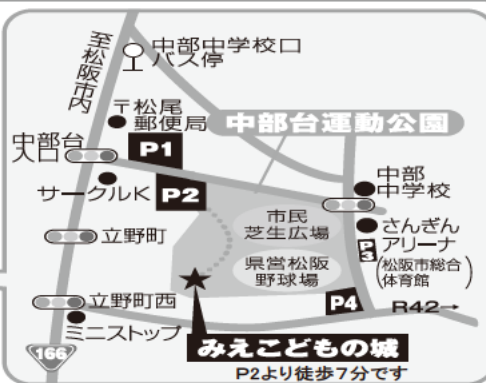 至松阪市内
中部中学校口
バス停
〒松尾
郵便局
中部台運動公園
中部台
入口
P1
サークルK
P2
中部
中学校
市民
芝生広場
さんぎん
アリーナ
(松阪市総合
体育館)
P3
立野町
県営松阪
野球場
P4
R42→
立野町西
ミニストップ
みえこどもの城
166
P2より徒歩7分です